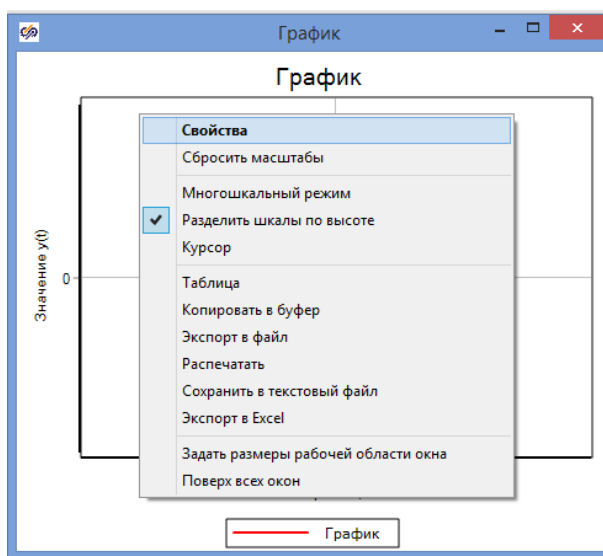 График
График
Свойства
Сбросить масштабы
Многошкальный режим
Разделить шкалы по высоте
Курсор
Таблица
Копировать в буфер
Экспорт в файл
Распечатать
Сохранить в текстовый файл
Экспорт в Excel
Задать размеры рабочей области окна
Поверх всех окон
Значение y(t)
0
График